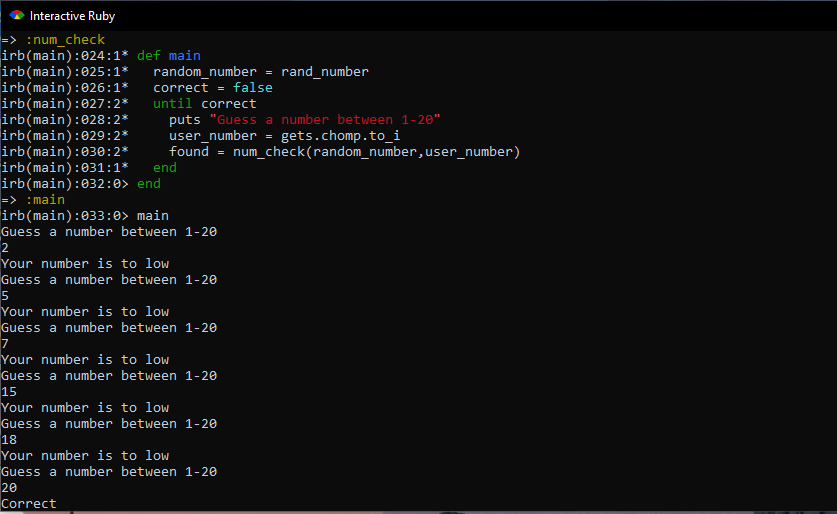 Interactive Ruby
=> :num_check
irb(main):024:1* def main
irb(main):025:1*   random_number = rand_number
irb(main):026:1*   correct = false
irb(main):027:2*   until correct
irb(main):028:2*     puts "Guess a number between 1-20"
irb(main):029:2*     user_number = gets.chomp.to_i
irb(main):030:2*     found = num_check(random_number,user_number)
irb(main):031:1*   end
irb(main):032:0> end
=> :main
irb(main):033:0> main
Guess a number between 1-20
2
Your number is to low
Guess a number between 1-20
5
Your number is to low
Guess a number between 1-20
7
Your number is to low
Guess a number between 1-20
15
Your number is to low
Guess a number between 1-20
18
Your number is to low
Guess a number between 1-20
20
Correct